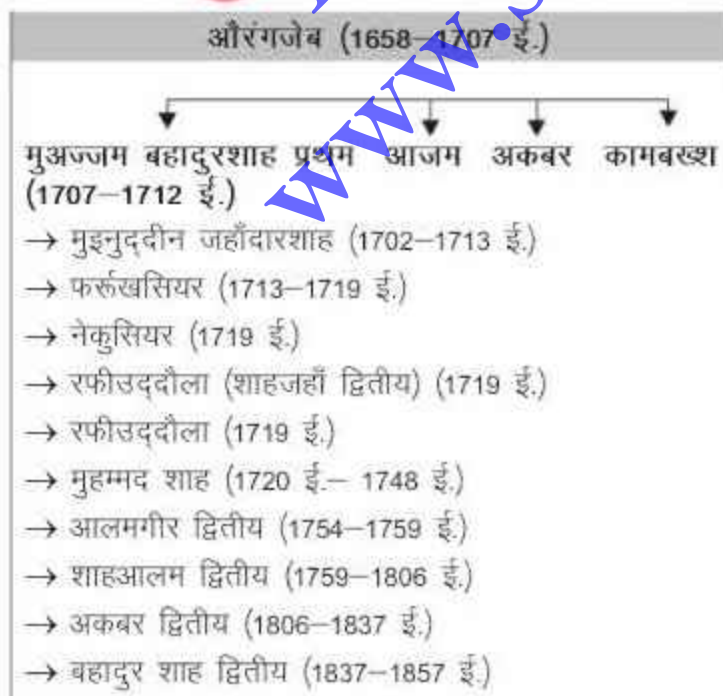 औरंगजेब (1658–1707 ई.)
मुअज्जम बहादुरशाह प्रथम आजम अकबर कामबख्श
(1707–1712 ई.)
→ मुइनुद्दीन जहाँदारशाह (1702–1713 ई.)
→ फर्रूखसियर (1713–1719 ई.)
→ नेकुसियर (1719 ई.)
→ रफीउद्दौला (शाहजहाँ द्वितीय) (1719 ई.)
→ रफीउद्दौला (1719 ई.)
→ मुहम्मद शाह (1720 ई.– 1748 ई.)
→ आलमगीर द्वितीय (1754–1759 ई.)
→ शाहआलम द्वितीय (1759–1806 ई.)
→ अकबर द्वितीय (1806–1837 ई.)
→ बहादुर शाह द्वितीय (1837–1857 ई.)
www.